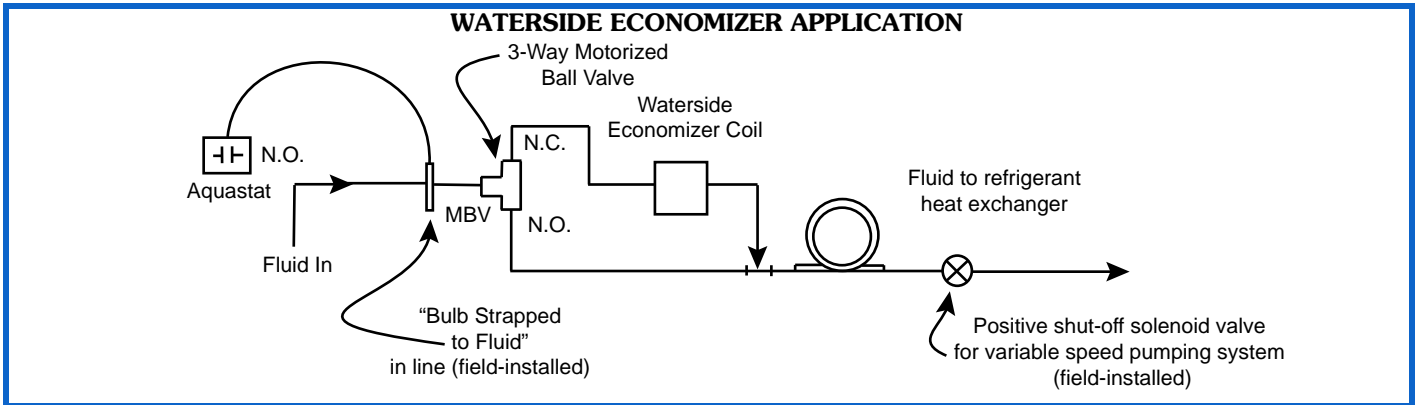 WATERSIDE ECONOMIZER APPLICATION
3-Way Motorized
Ball Valve
Waterside
Economizer Coil
N.C.
N.O.
Aquastat
MBV
N.O.
Fluid to refrigerant
heat exchanger
Fluid In
“Bulb Strapped
to Fluid”
in line (field-installed)
Positive shut-off solenoid valve
for variable speed pumping system
(field-installed)